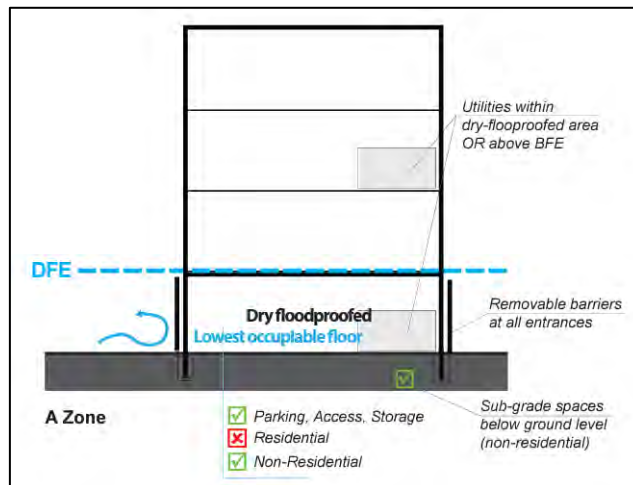 Utilities within
dry-flooproofed area
OR above BFE
DFE
Dry floodproofed
Lowest occupiable floor
Removable barriers
at all entrances
A Zone
Parking, Access, Storage
Residential
Non-Residential
Sub-grade spaces
below ground level
(non-residential)